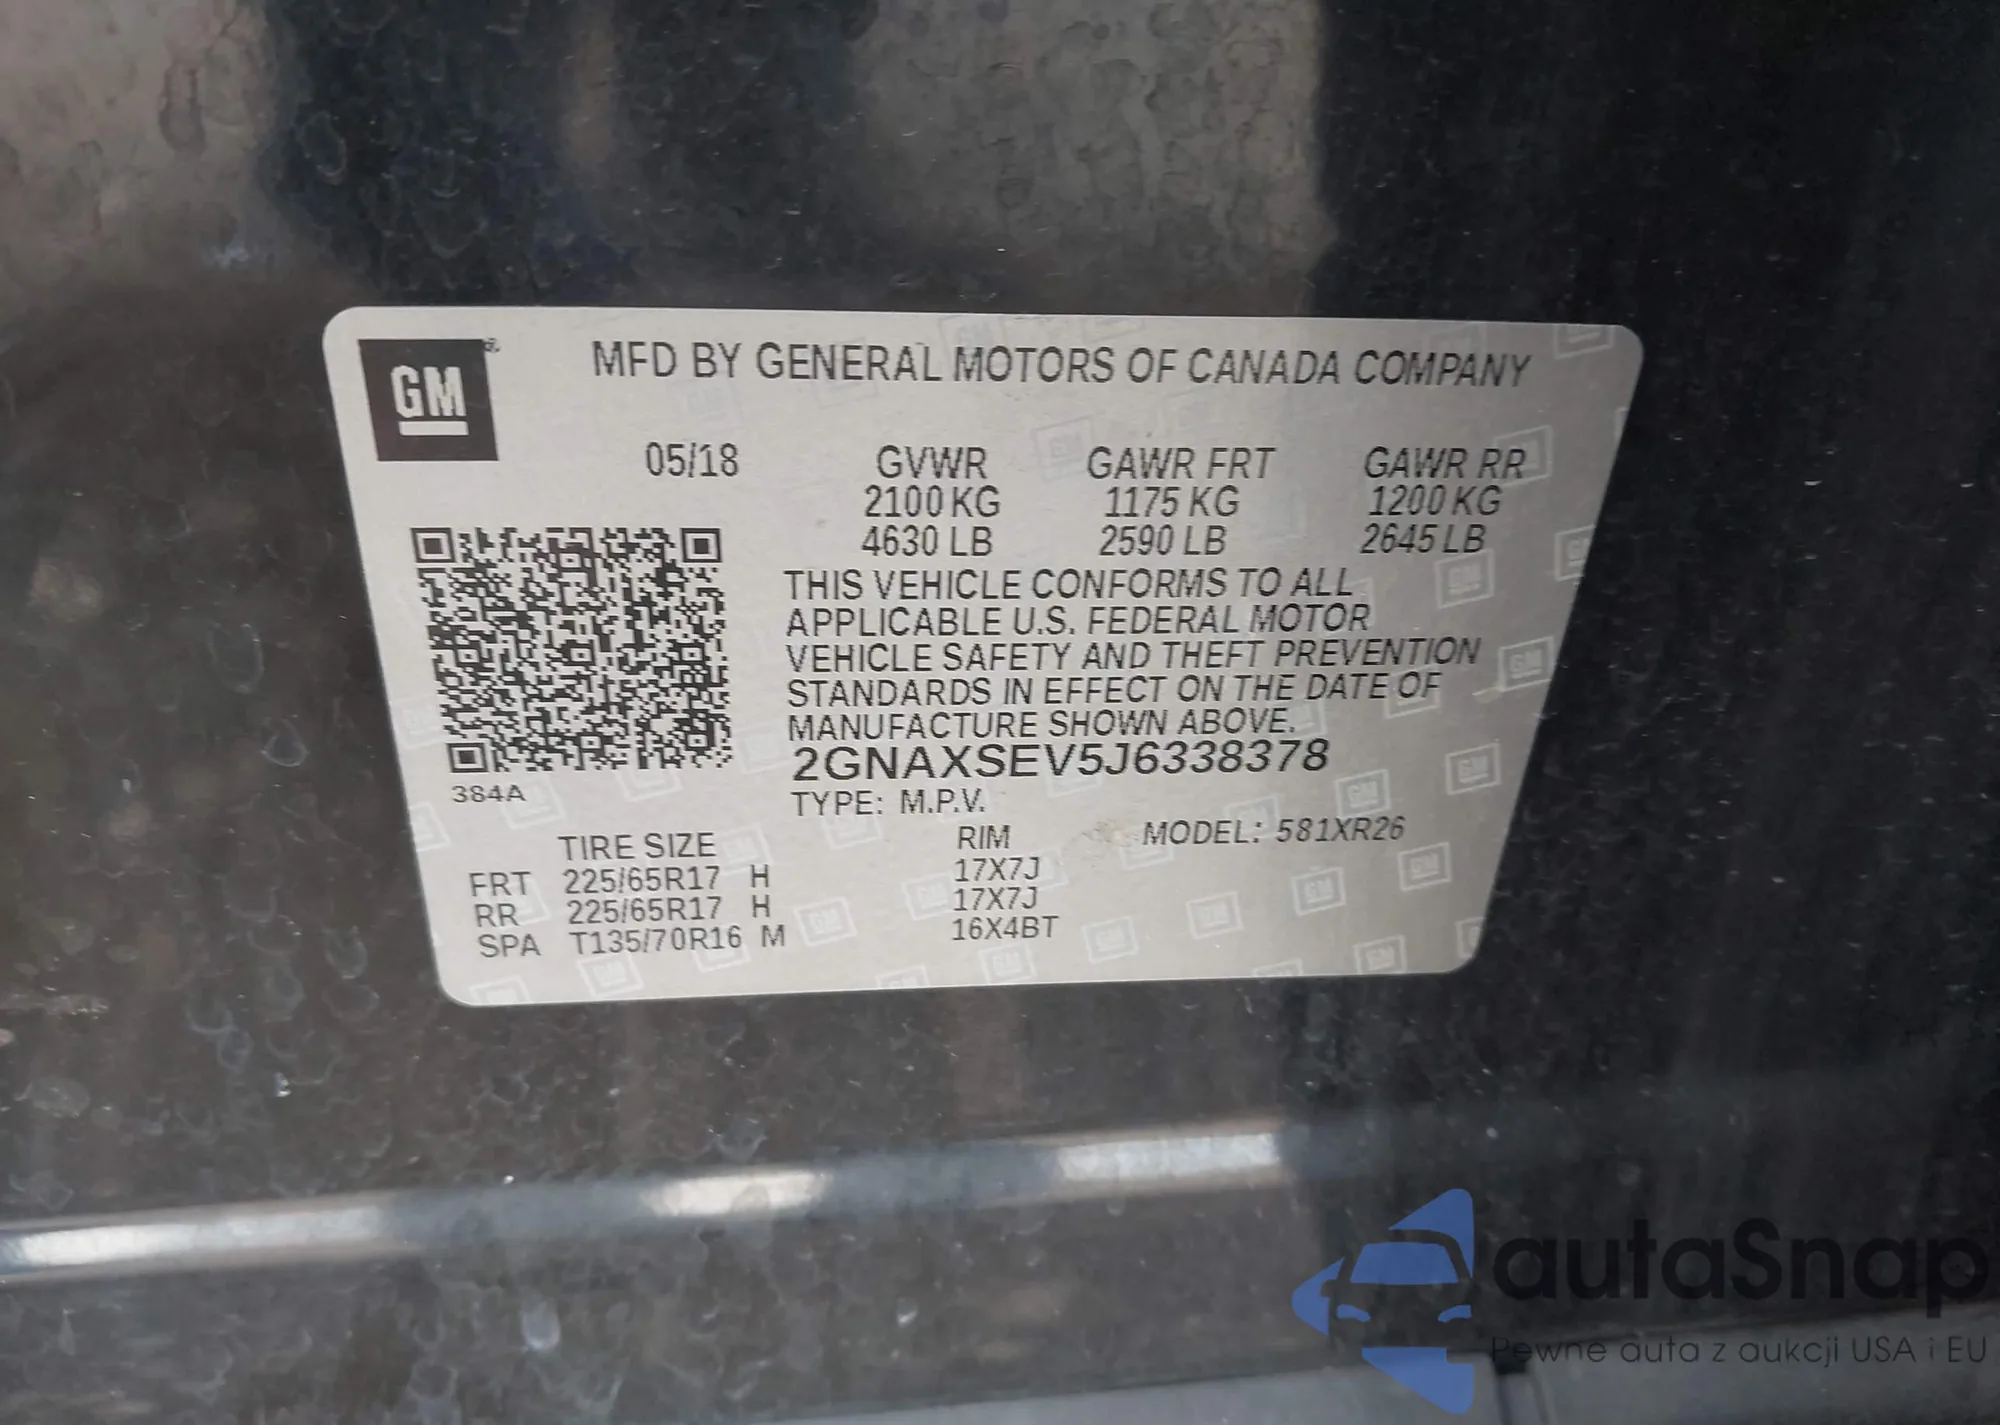 GM
MFD BY GENERAL MOTORS OF CANADA COMPANY
05/18 GVWR GAWR FRT GAWR RR
2100 KG 1175 KG 1200 KG
4630 LB 2590 LB 2645 LB
THIS VEHICLE CONFORMS TO ALL
APPLICABLE U.S. FEDERAL MOTOR
VEHICLE SAFETY AND THEFT PREVENTION
STANDARDS IN EFFECT ON THE DATE OF
MANUFACTURE SHOWN ABOVE.
2GNAXSEV5J6338378
384A
TYPE: M.P.V.
MODEL: 581XR26
TIRE SIZE RIM
FRT 225/65R17 H 17X7J
RR 225/65R17 H 17X7J
SPA T135/70R16 M 16X4BT
autaSnap
Pewne auta z aukcji USA i EU